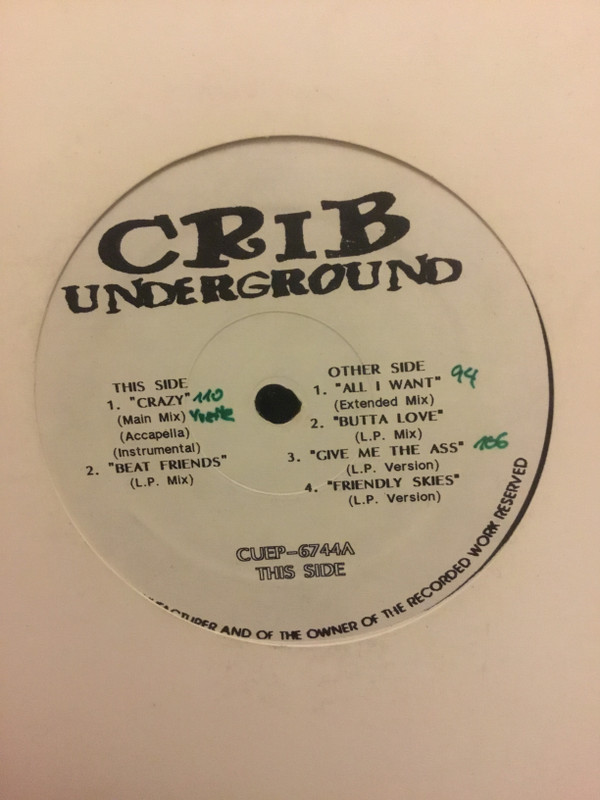 CRIB
UNDERGROUND
THIS SIDE
1. "CRAZY" 110
(Main Mix) Yvette
(Accapella)
(Instrumental)
2. "BEAT FRIENDS"
(L.P. Mix)
OTHER SIDE
1. "ALL I WANT" 94
(Extended Mix)
2. "BUTTA LOVE"
(L.P. Mix)
3. "GIVE ME THE ASS"
(L.P. Version)
4. "FRIENDLY SKIES"
(L.P. Version)
CUEP-6744A
THIS SIDE
AND OF THE OWNER OF THE RECORDED WORK RESERVED